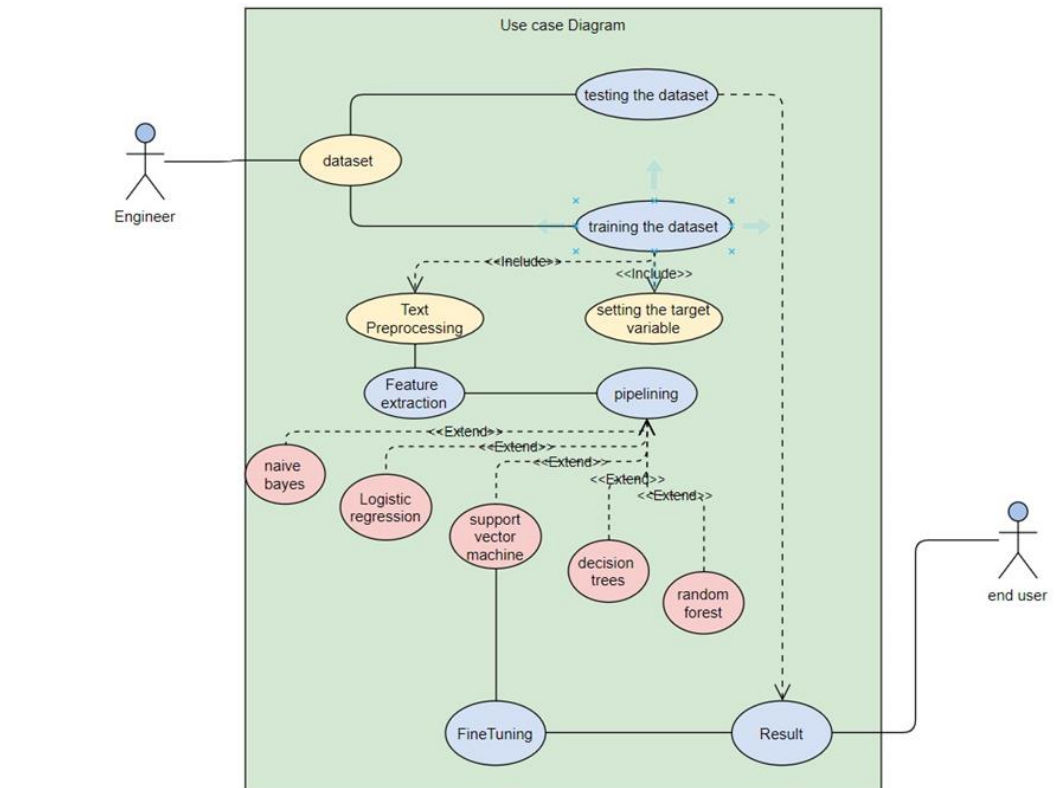 Use case Diagram
testing the dataset
dataset
Engineer
training the dataset
<<Include>>
<<Include>>
Text
Preprocessing
setting the target
variable
Feature
extraction
pipelining
<<Extend>>
<<Extend>>
<<Extend>>
<<Extend>>
<<Extend>>
naive
bayes
Logistic
regression
support
vector
machine
decision
trees
random
forest
end user
FineTuning
Result